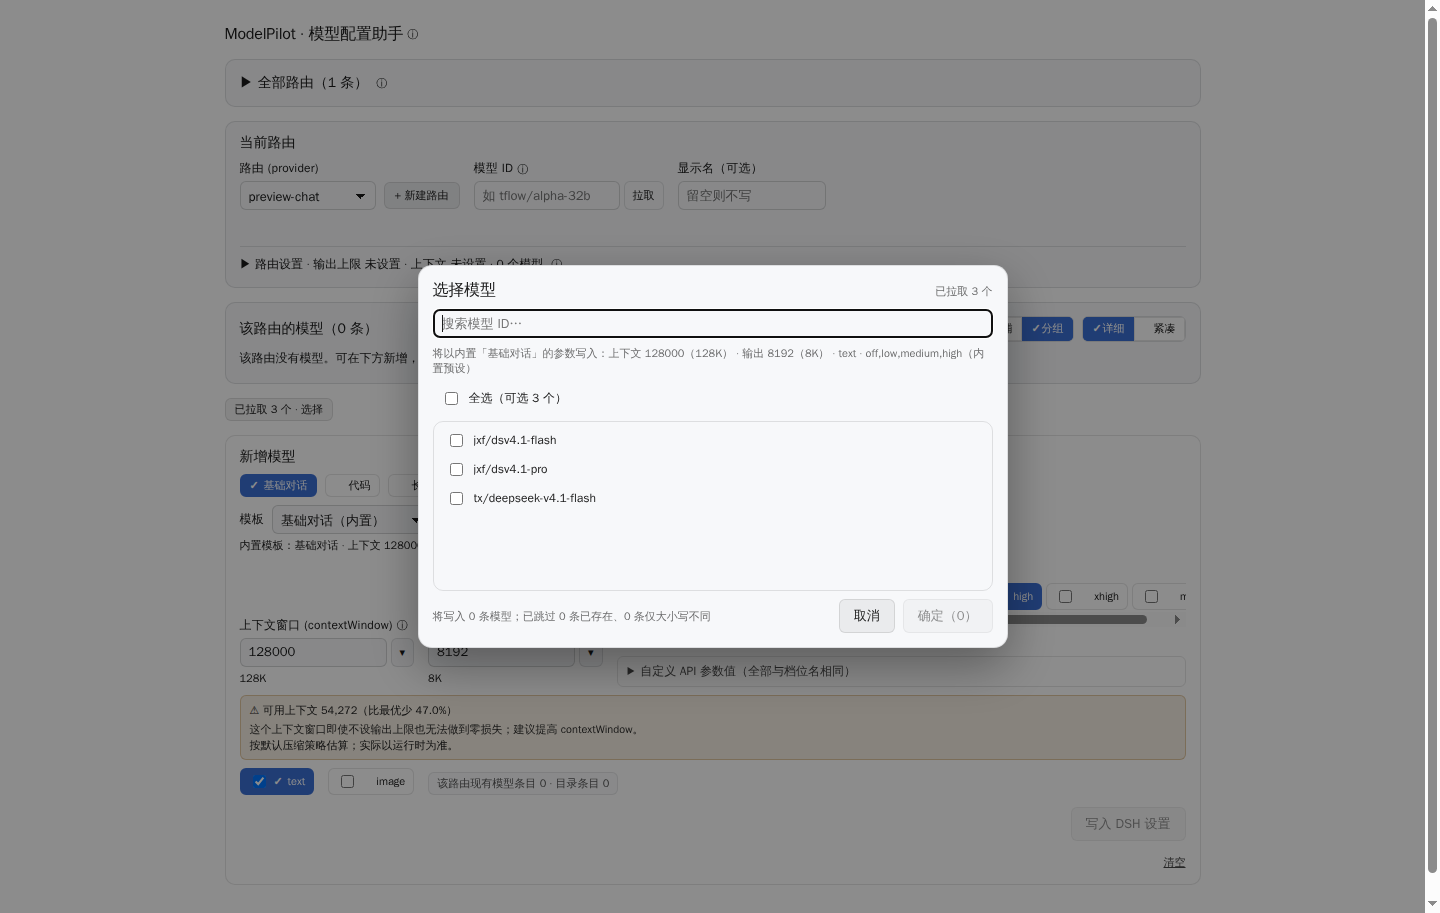 ModelPilot · 模型配置助手 ⓘ
▶ 全部路由（1 条） ⓘ
当前路由
路由 (provider)
模型 ID ⓘ
显示名（可选）
preview-chat
+ 新建路由
如 tflow/alpha-32b
拉取
留空则不写
▶ 路由设置 · 输出上限 未设置 · 上下文 未设置 · 0 个模型 ⓘ
该路由的模型（0 条）
✓分组
✓详细
紧凑
该路由没有模型。可在下方新增，
已拉取 3 个 · 选择
选择模型
已拉取 3 个
搜索模型 ID…
将以内置「基础对话」的参数写入：上下文 128000（128K） · 输出 8192（8K） · text · off,low,medium,high（内
置预设）
全选（可选 3 个）
jxf/dsv4.1-flash
jxf/dsv4.1-pro
tx/deepseek-v4.1-flash
将写入 0 条模型；已跳过 0 条已存在、0 条仅大小写不同
取消
确定（0）
新增模型
✓ 基础对话
代码
模板
基础对话（内置）
内置模板：基础对话 · 上下文 128000
high
xhigh
上下文窗口 (contextWindow) ⓘ
128000
8192
128K
8K
▶ 自定义 API 参数值（全部与档位名相同）
⚠ 可用上下文 54,272（比最优少 47.0%）
这个上下文窗口即使不设输出上限也无法做到零损失；建议提高 contextWindow。
按默认压缩策略估算；实际以运行时为准。
✓ text
image
该路由现有模型条目 0 · 目录条目 0
写入 DSH 设置
清空